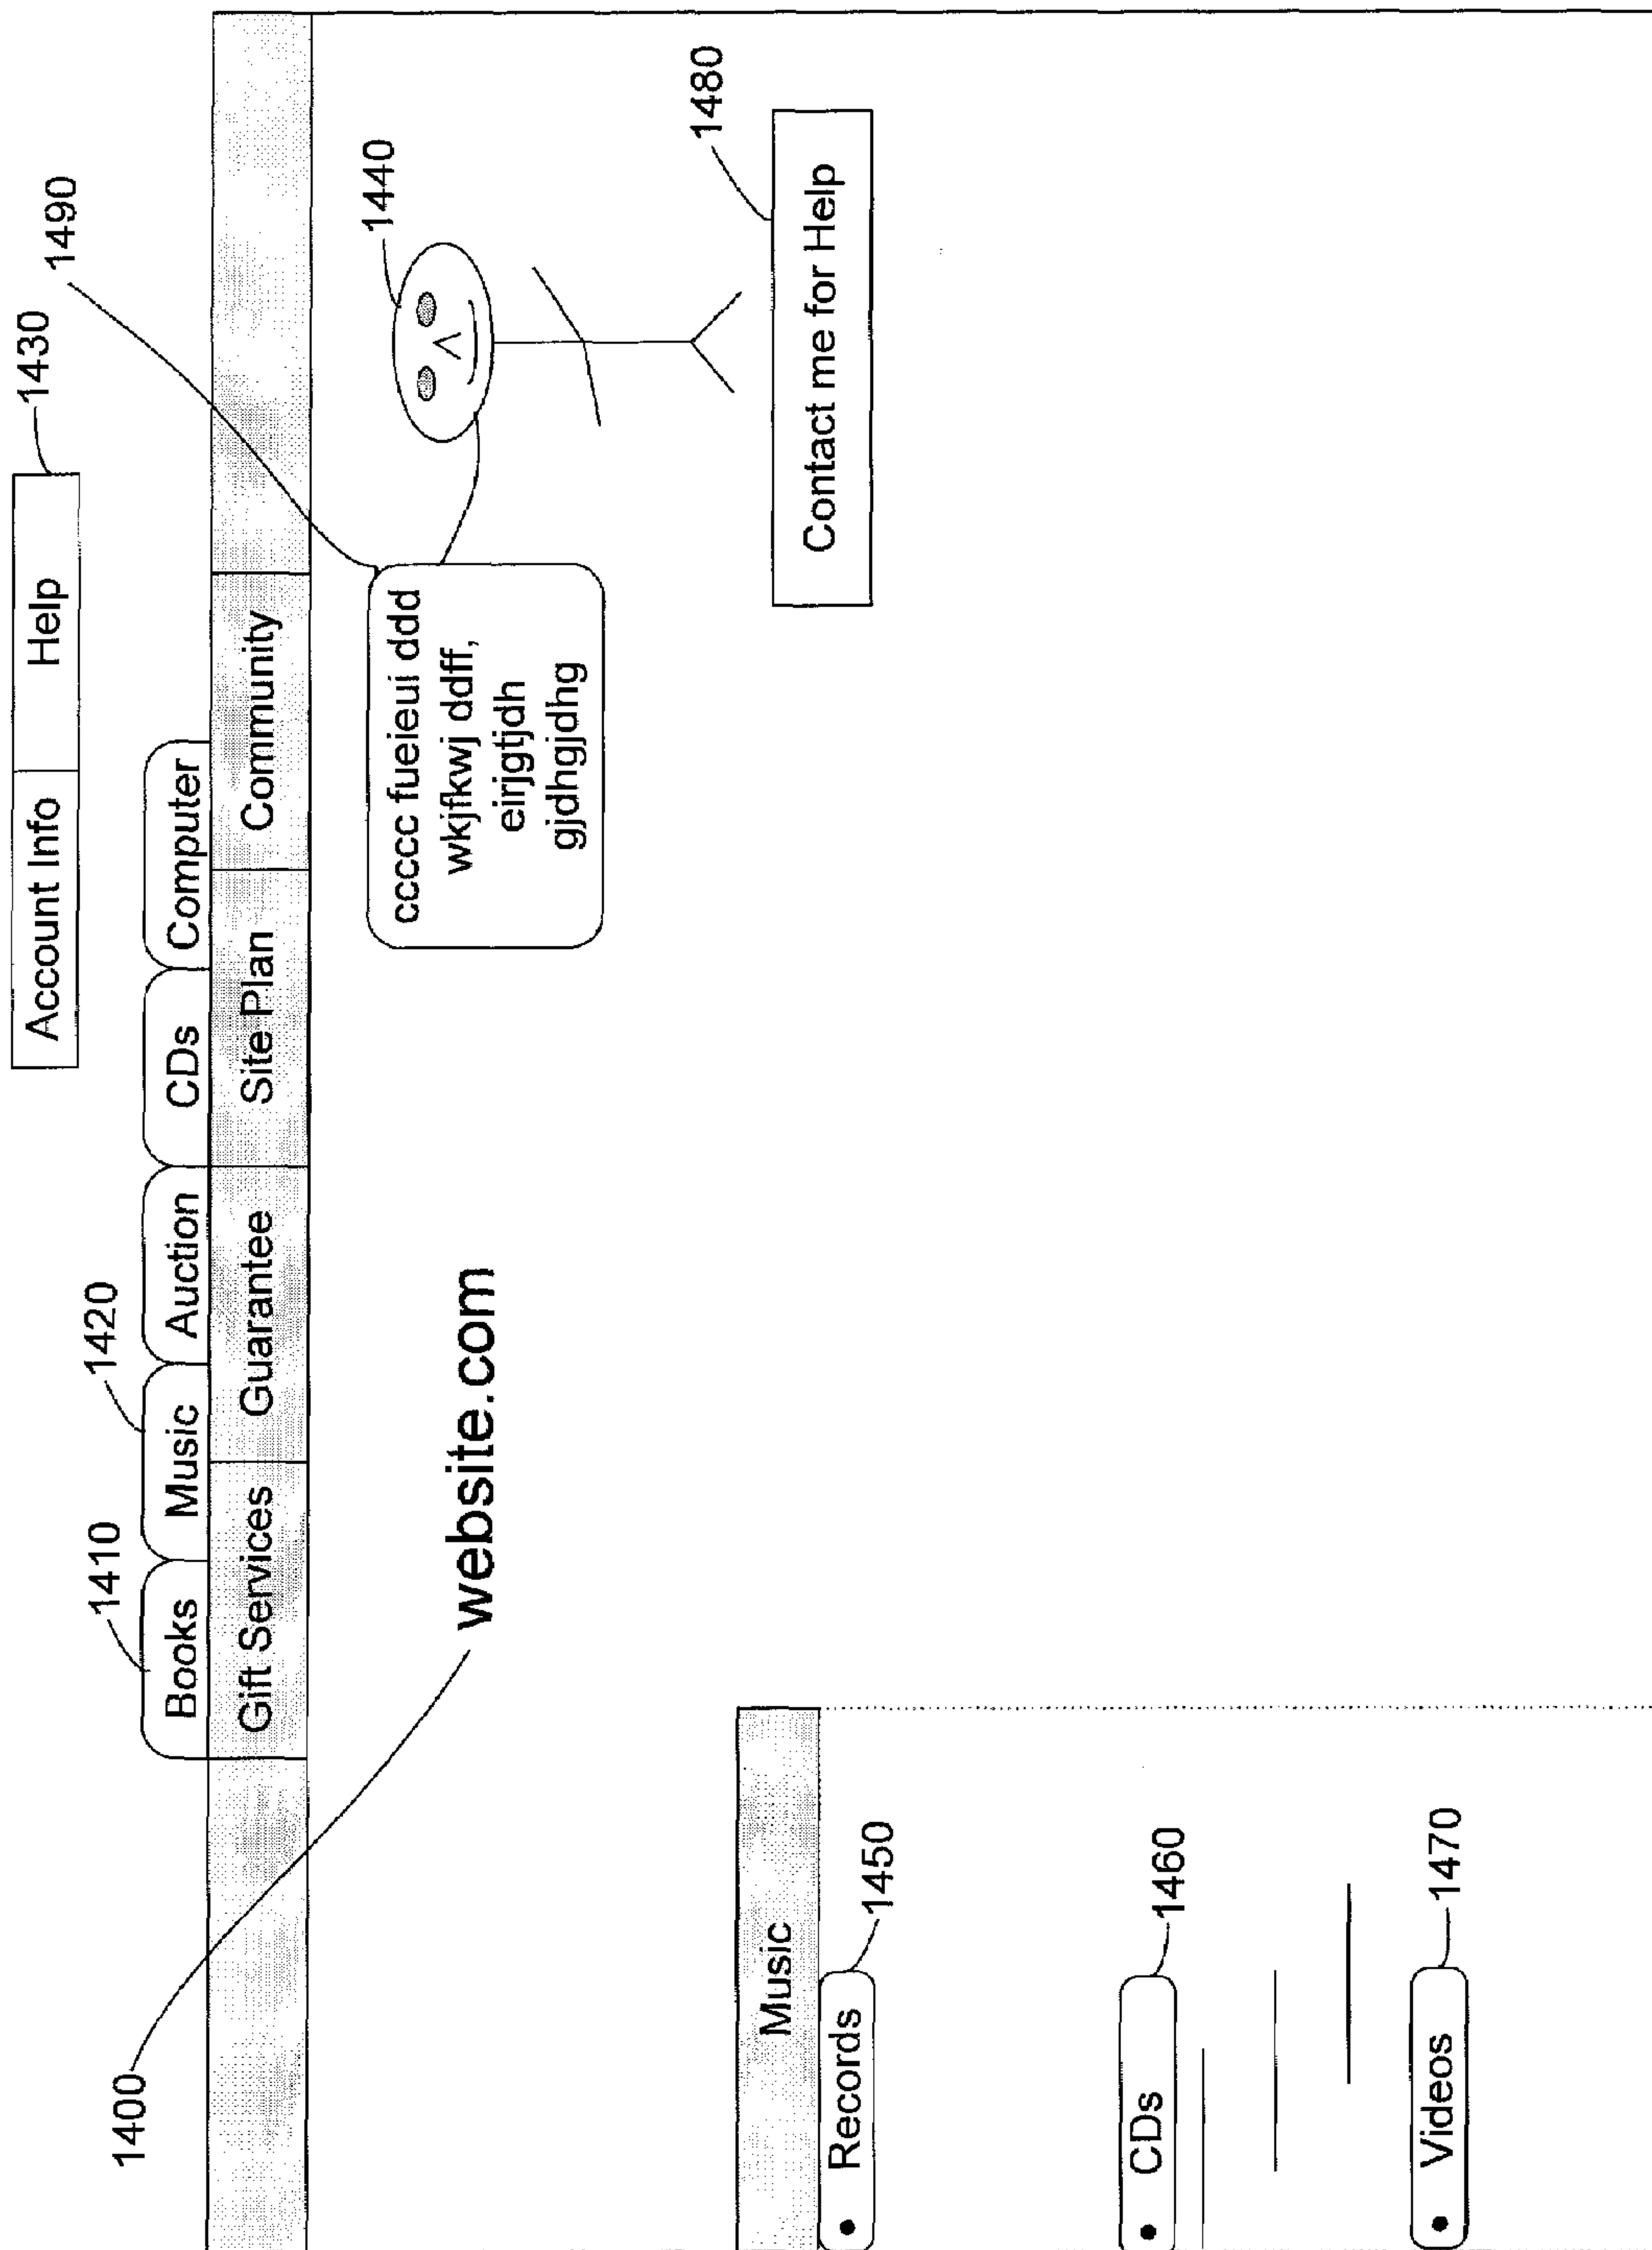 Account Info Help 1430
1490
1410 1420
Books Music Auction CDs Computer
Gift Services Guarantee Site Plan Community
1400
website.com
1440
ccccc fueieui ddd
wkjfkwj ddff,
eirjgtjdh
gjdhgjdhg
1480
Contact me for Help
Music
• Records
1450
• CDs
1460
• Videos
1470